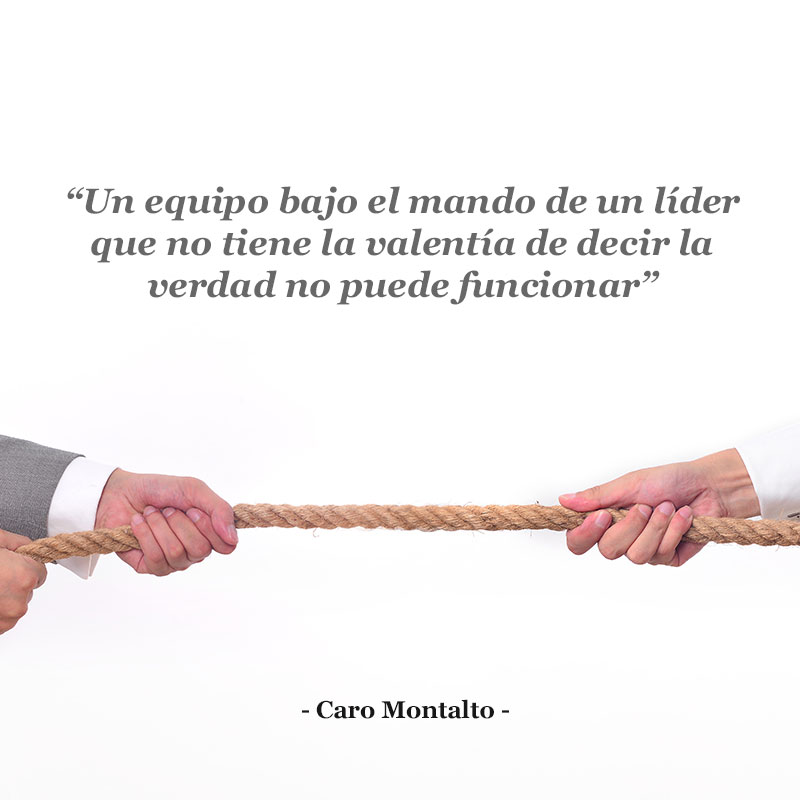 “Un equipo bajo el mando de un líder
que no tiene la valentía de decir la
verdad no puede funcionar”
- Caro Montalto -